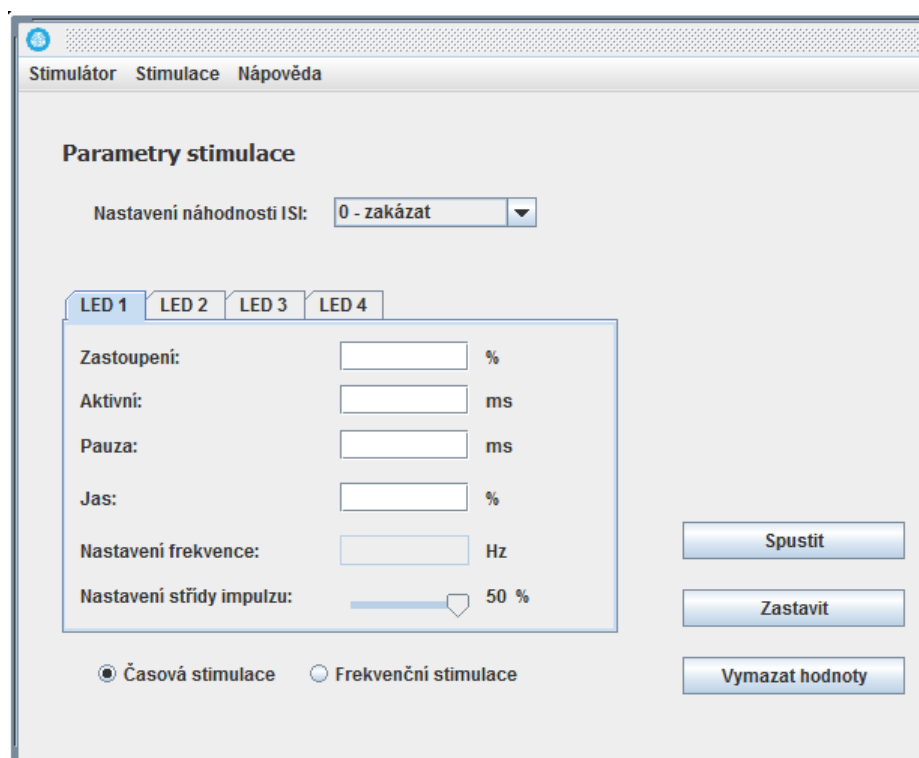 Stimulátor Stimulace Nápověda
Parametry stimulace
Nastavení náhodnosti ISI: 0 - zakázat
LED 1 LED 2 LED 3 LED 4
Zastoupení: %
Aktivní: ms
Pauza: ms
Jas: %
Nastavení frekvence: Hz
Nastavení střídy impulzu: 50 %
Spustit
Zastavit
Časová stimulace Frekvenční stimulace
Vymazat hodnoty